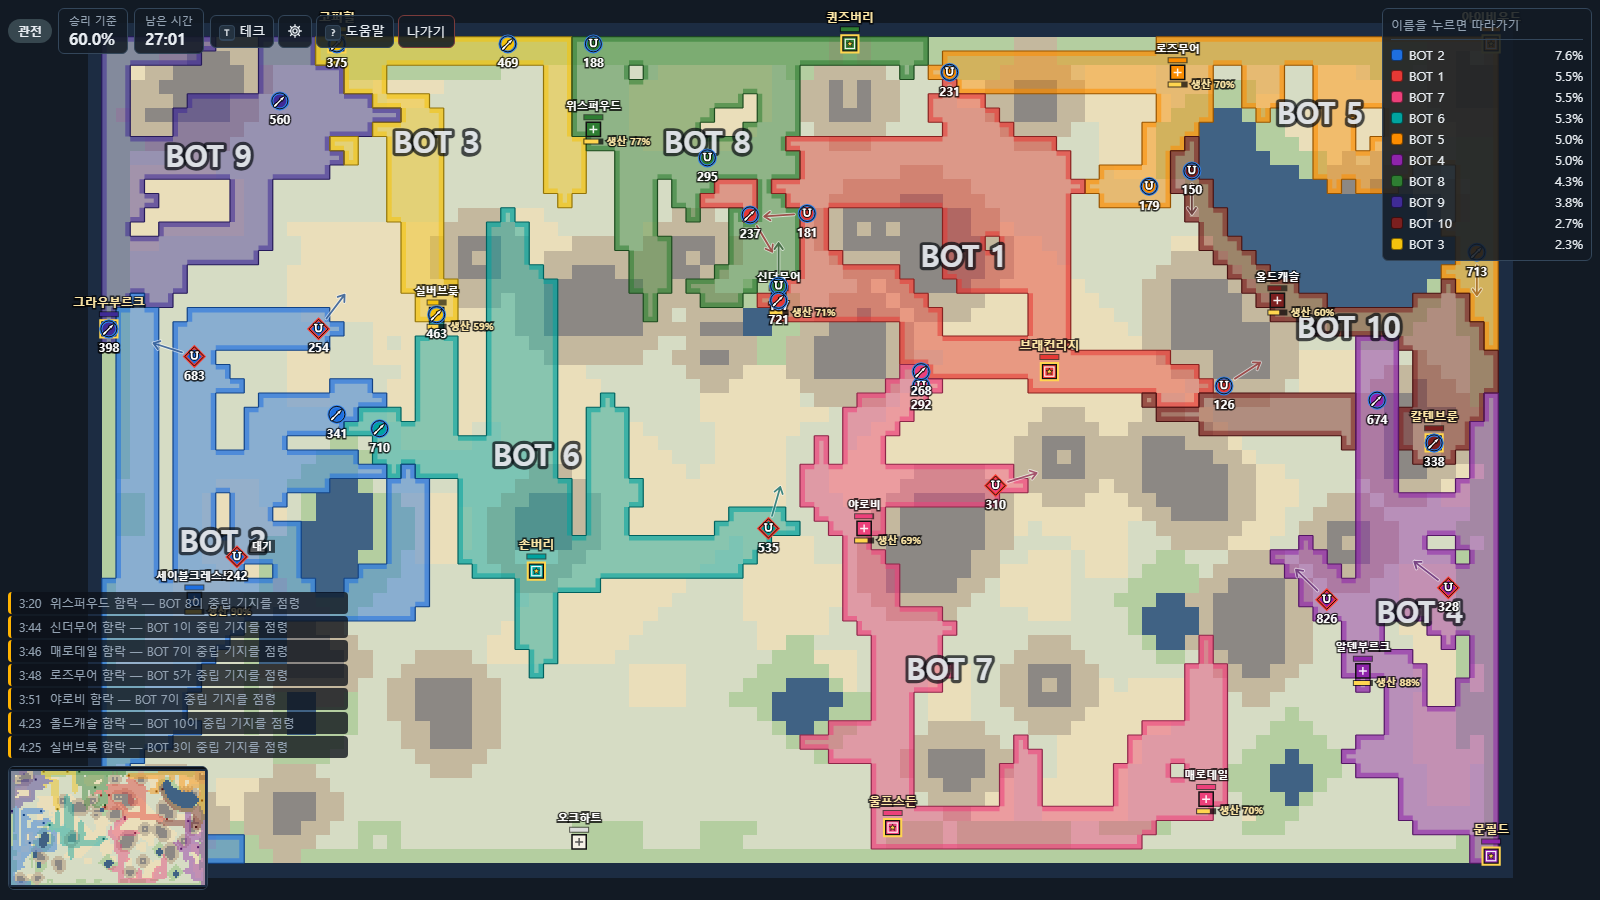 관전
승리 기준
60.0%
남은 시간
27:01
T 테크
? 도움말
나가기
이름을 누르면 따라가기
BOT 2 7.6%
BOT 1 5.5%
BOT 7 5.5%
BOT 6 5.3%
BOT 5 5.0%
BOT 4 5.0%
BOT 8 4.3%
BOT 9 3.8%
BOT 10 2.7%
BOT 3 2.3%
퀸즈버리
로즈무어
생산 70%
375
469
188
231
560
위스퍼우드
생산 77%
BOT 9
BOT 3
BOT 8
BOT 5
295
150
179
237
181
BOT 1
신더무어
721
생산 71%
올드캐슬
생산 60%
BOT 10
713
그라우부르크
398
실버브룩
463
생산 59%
254
683
브래컨리지
268
292
126
674
칼텐브룬
338
341
710
BOT 6
310
야로비
생산 69%
535
손버리
BOT 2
대기
242
826
328
BOT 4
알텐부르크
생산 88%
BOT 7
3:20 위스퍼우드 함락 — BOT 8이 중립 기지를 점령
3:44 신더무어 함락 — BOT 1이 중립 기지를 점령
3:46 매로데일 함락 — BOT 7이 중립 기지를 점령
3:48 로즈무어 함락 — BOT 5가 중립 기지를 점령
3:51 야로비 함락 — BOT 7이 중립 기지를 점령
4:23 올드캐슬 함락 — BOT 10이 중립 기지를 점령
4:25 실버브룩 함락 — BOT 3이 중립 기지를 점령
매로데일
생산 70%
울프스든
오크하트
문필드